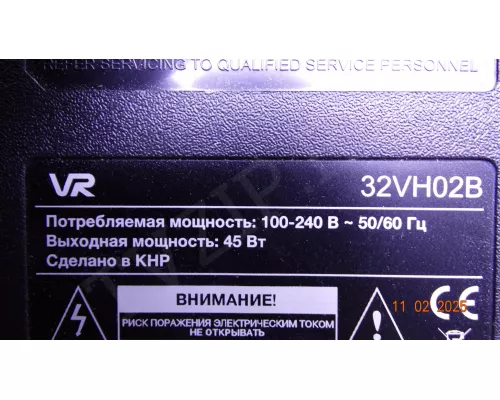 REFER SERVICING TO QUALIFIED SERVICE PERSONNEL
VR 32VH02B
Потребляемая мощность: 100-240 В ~ 50/60 Гц
Выходная мощность: 45 Вт
Сделано в КНР
ВНИМАНИЕ!
РИСК ПОРАЖЕНИЯ ЭЛЕКТРИЧЕСКИМ ТОКОМ
НЕ ОТКРЫВАТЬ
CE
11 02 2025